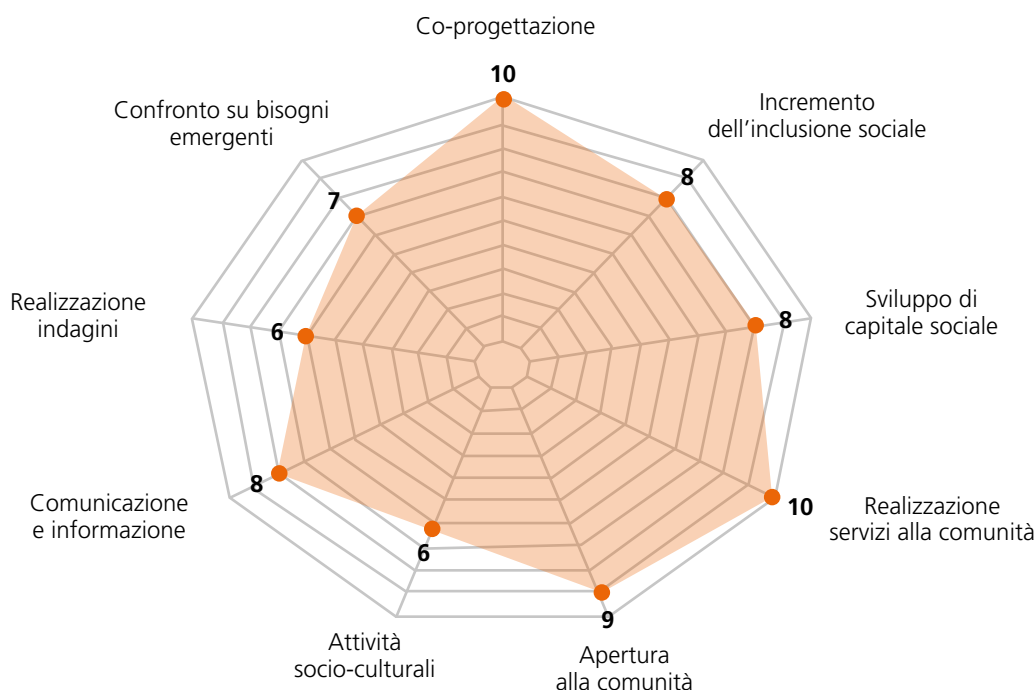 Co-progettazione
10
Incremento
dell'inclusione sociale
8
Sviluppo di
capitale sociale
8
Realizzazione
servizi alla comunità
10
Apertura
alla comunità
9
Attività
socio-culturali
6
Comunicazione
e informazione
8
Realizzazione
indagini
6
Confronto su bisogni
emergenti
7